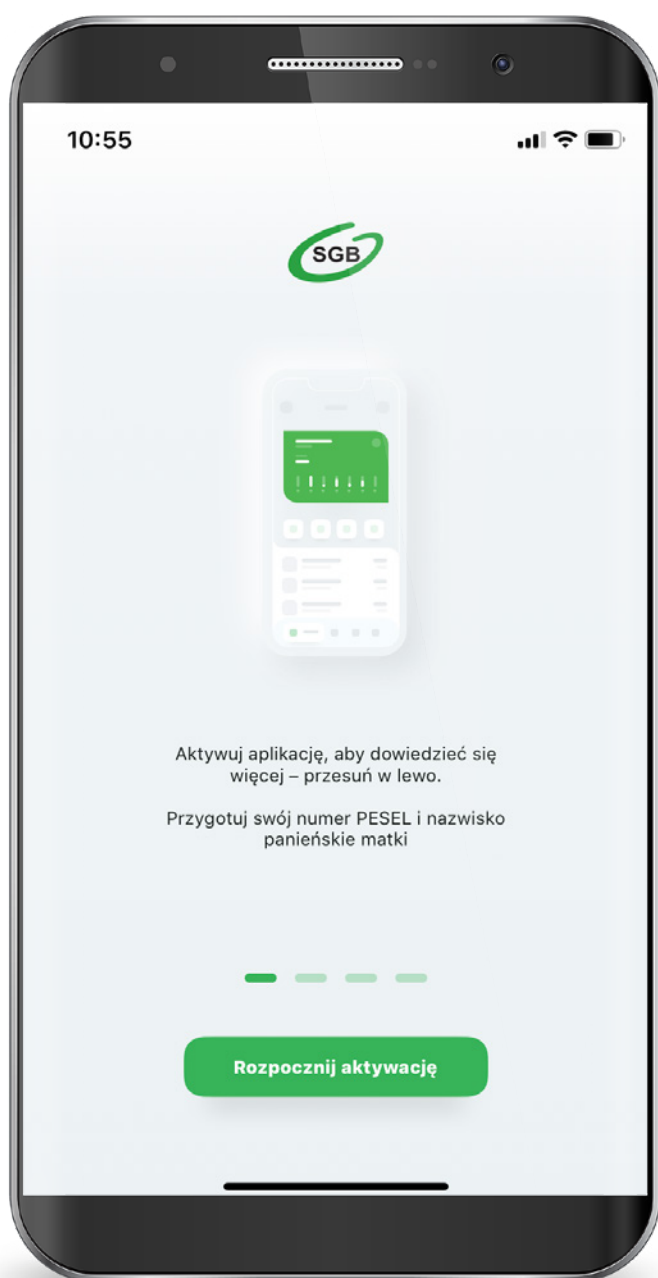 10:55
SGB
Aktywuj aplikację, aby dowiedzieć się
więcej – przesuń w lewo.
Przygotuj swój numer PESEL i nazwisko
panieńskie matki
Rozpocznij aktywację